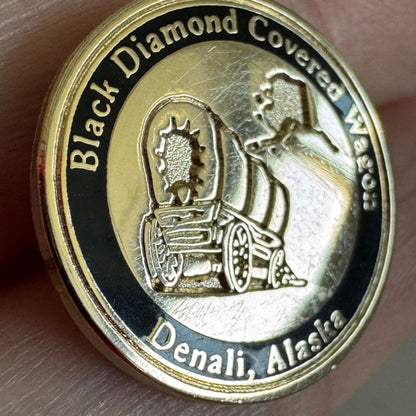 Black Diamond Covered Wagon
Denali, Alaska